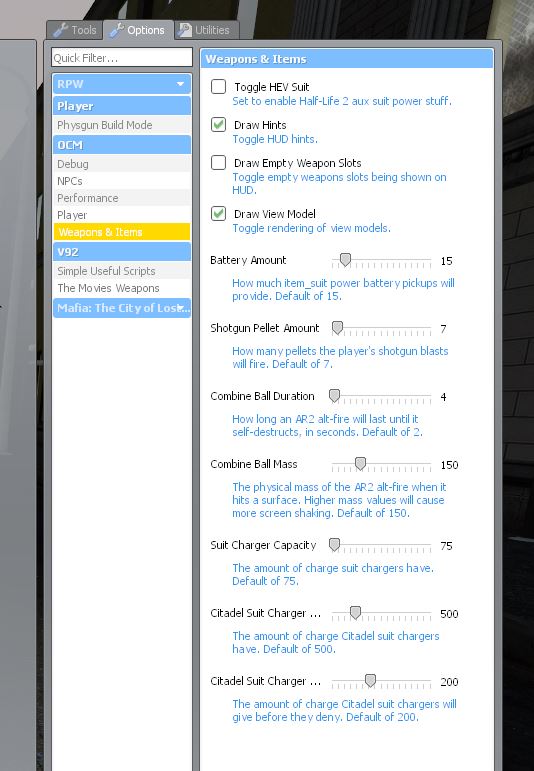 Tools
Options
Utilities
Quick Filter...
RPW
Player
Physgun Build Mode
OCM
Debug
NPCs
Performance
Player
Weapons & Items
V92
Simple Useful Scripts
The Movies Weapons
Mafia: The City of Lost...
Weapons & Items
Toggle HEV Suit
Set to enable Half-Life 2 aux suit power stuff.
Draw Hints
Toggle HUD hints.
Draw Empty Weapon Slots
Toggle empty weapons slots being shown on
HUD.
Draw View Model
Toggle rendering of view models.
Battery Amount 15
How much item_suit power battery pickups will
provide. Default of 15.
Shotgun Pellet Amount 7
How many pellets the player's shotgun blasts
will fire. Default of 7.
Combine Ball Duration 4
How long an AR2 alt-fire will last until it
self-destructs, in seconds. Default of 2.
Combine Ball Mass 150
The physical mass of the AR2 alt-fire when it
hits a surface. Higher mass values will cause
more screen shaking. Default of 150.
Suit Charger Capacity 75
The amount of charge suit chargers have.
Default of 75.
Citadel Suit Charger ... 500
The amount of charge Citadel suit chargers
have. Default of 500.
Citadel Suit Charger ... 200
The amount of charge Citadel suit chargers will
give before they deny. Default of 200.